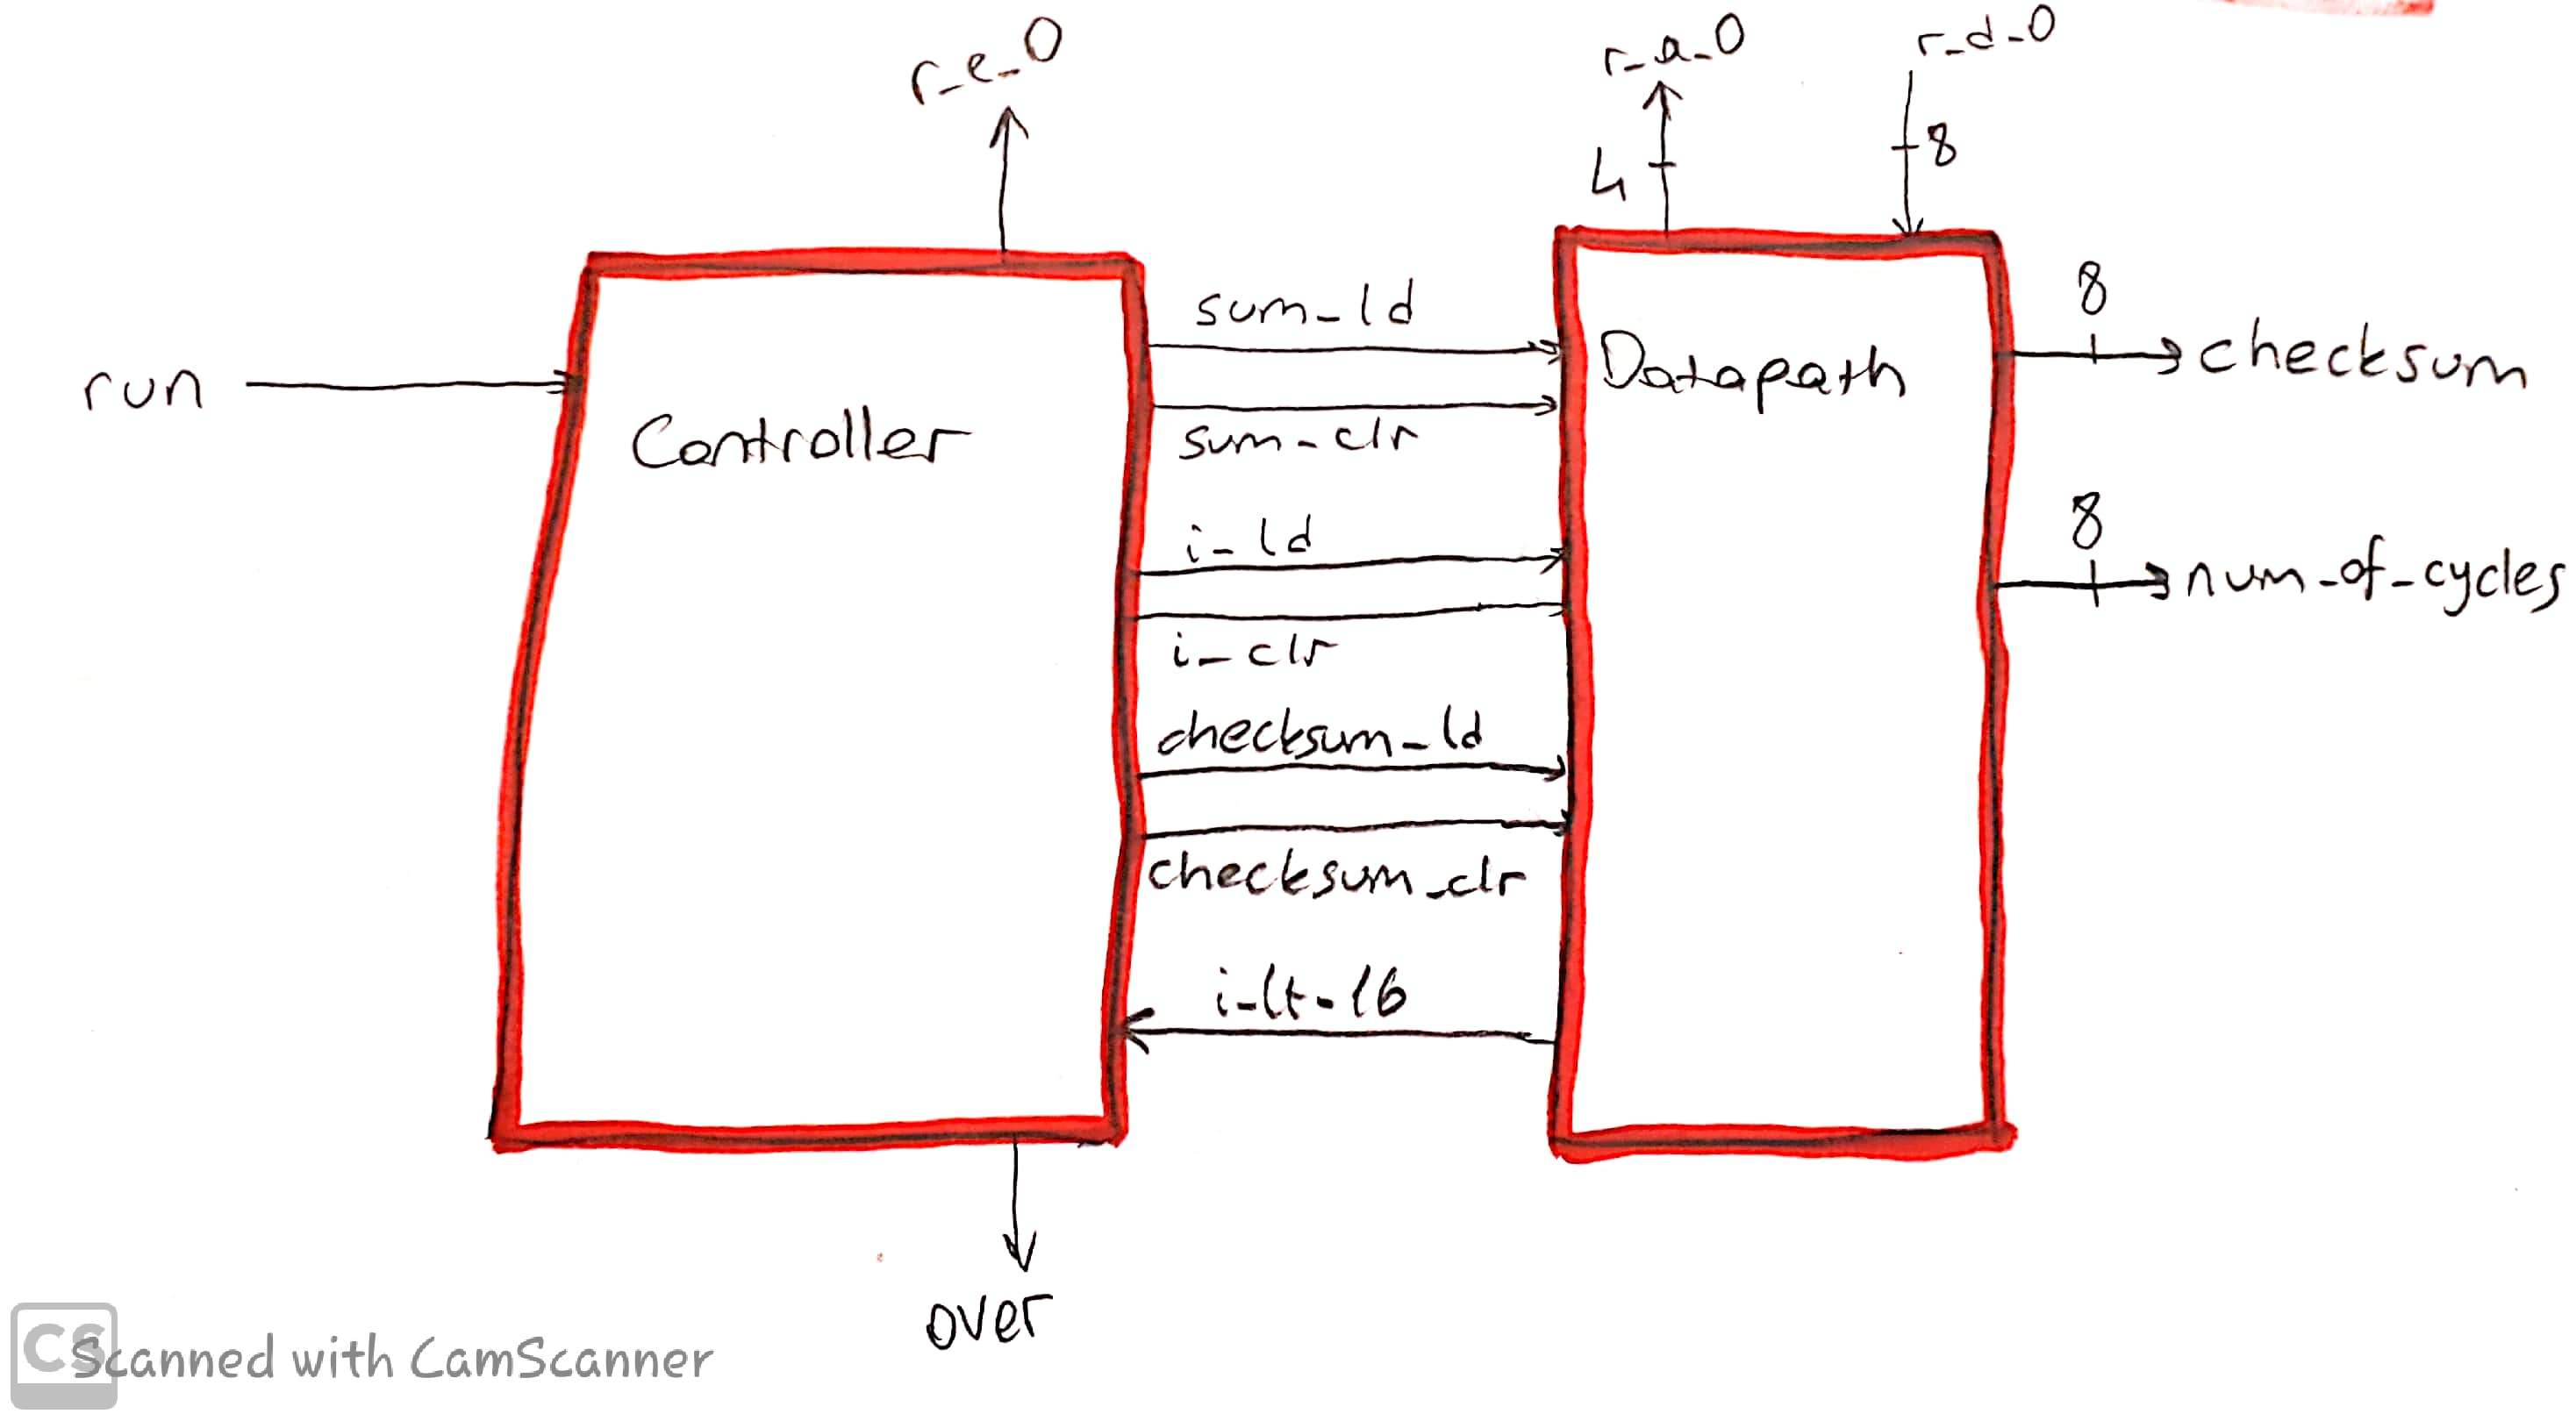 r_e_0
r_a_0
r_d_0
4
8
run
Controller
sum_ld
sum_clr
i_ld
i_clr
checksum_ld
checksum_clr
i_lt_16
Datapath
8
checksum
8
num_of_cycles
over
CS Scanned with CamScanner